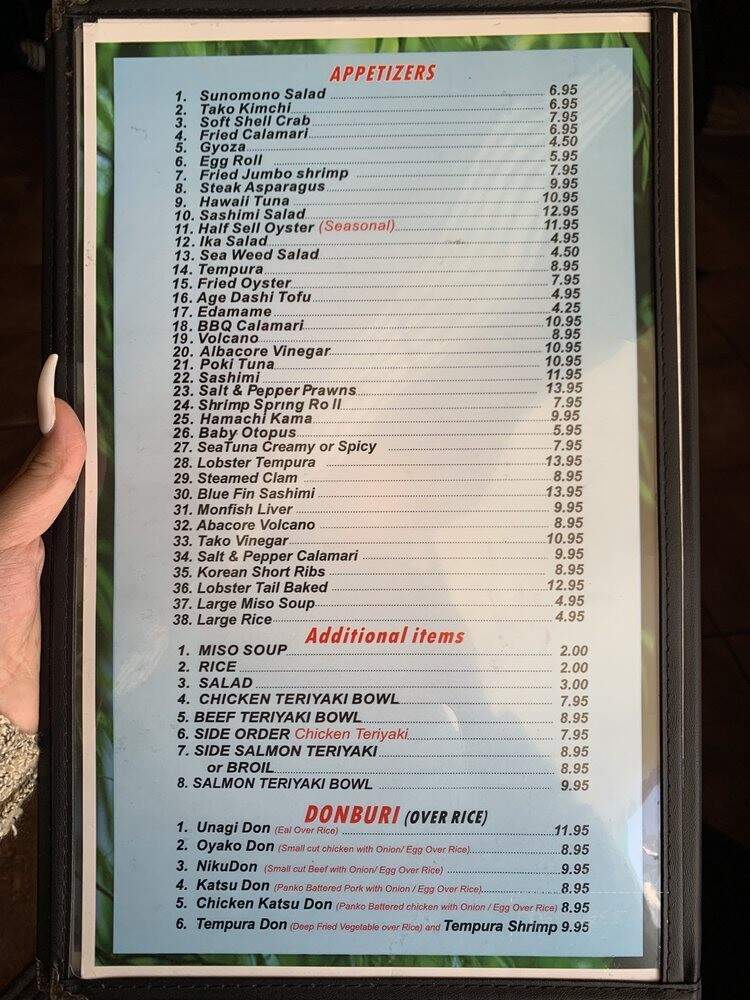 APPETIZERS
1. Sunomono Salad 6.95
2. Tako Kimchi 6.95
3. Soft Shell Crab 7.95
4. Fried Calamari 6.95
5. Gyoza 4.50
6. Egg Roll 5.95
7. Fried Jumbo shrimp 7.95
8. Steak Asparagus 9.95
9. Hawaii Tuna 10.95
10. Sashimi Salad 12.95
11. Half Sell Oyster (Seasonal) 11.95
12. Ika Salad 4.95
13. Sea Weed Salad 4.50
14. Tempura 8.95
15. Fried Oyster 7.95
16. Age Dashi Tofu 4.95
17. Edamame 4.25
18. BBQ Calamari 10.95
19. Volcano 8.95
20. Albacore Vinegar 10.95
21. Poki Tuna 10.95
22. Sashimi 11.95
23. Salt & Pepper Prawns 13.95
24. Shrimp Spring Roll 7.95
25. Hamachi Kama 9.95
26. Baby Otopus 5.95
27. SeaTuna Creamy or Spicy 7.95
28. Lobster Tempura 13.95
29. Steamed Clam 8.95
30. Blue Fin Sashimi 13.95
31. Monfish Liver 9.95
32. Abacore Volcano 8.95
33. Tako Vinegar 10.95
34. Salt & Pepper Calamari 9.95
35. Korean Short Ribs 8.95
36. Lobster Tail Baked 12.95
37. Large Miso Soup 4.95
38. Large Rice 4.95
Additional items
1. MISO SOUP 2.00
2. RICE 2.00
3. SALAD 3.00
4. CHICKEN TERIYAKI BOWL 7.95
5. BEEF TERIYAKI BOWL 8.95
6. SIDE ORDER Chicken Teriyaki 7.95
7. SIDE SALMON TERIYAKI 8.95
or BROIL 8.95
8. SALMON TERIYAKI BOWL 9.95
DONBURI (OVER RICE)
1. Unagi Don (Eal Over Rice) 11.95
2. Oyako Don (Small cut chicken with Onion/ Egg Over Rice) 8.95
3. NikuDon (Small cut Beef with Onion/ Egg Over Rice) 9.95
4. Katsu Don (Panko Battered Pork with Onion / Egg Over Rice) 8.95
5. Chicken Katsu Don (Panko Battered chicken with Onion / Egg Over Rice) 8.95
6. Tempura Don (Deep Fried Vegetable over Rice) and Tempura Shrimp 9.95